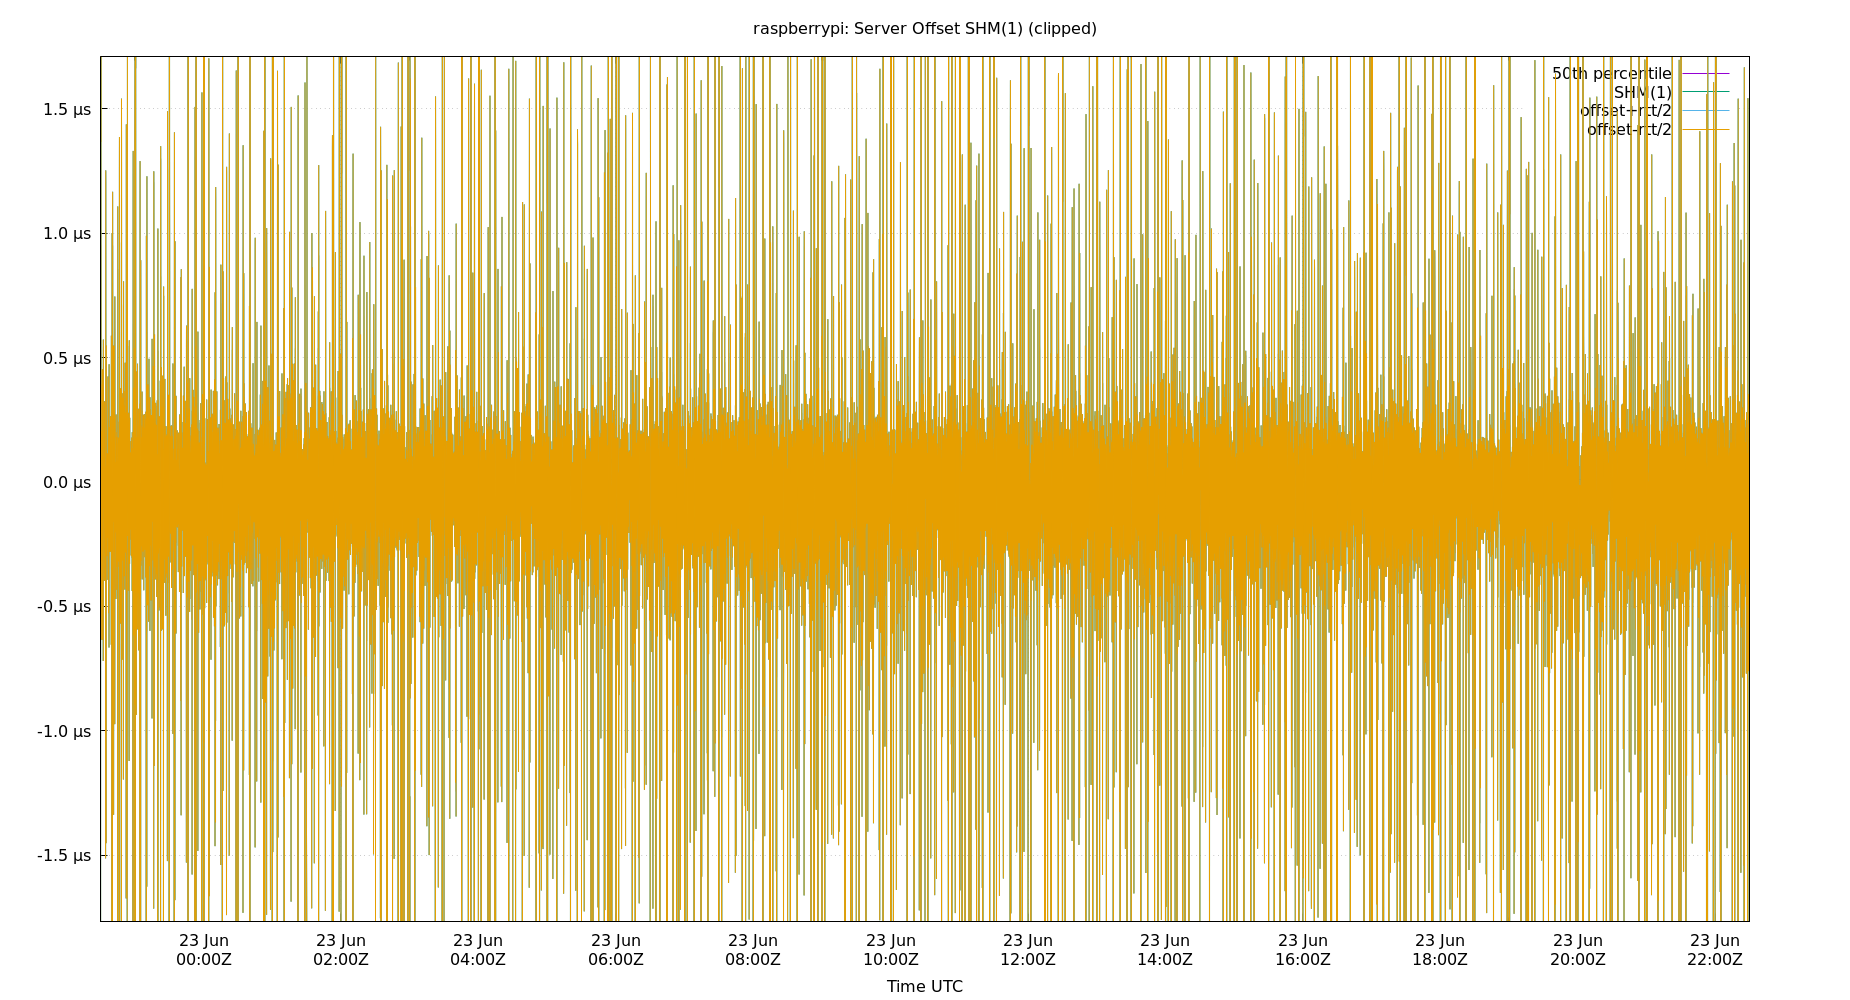 raspberrypi: Server Offset SHM(1) (clipped)
50th percentile
SHM(1)
offset+rtt/2
offset-rtt/2
1.5 µs
1.0 µs
0.5 µs
0.0 µs
-0.5 µs
-1.0 µs
-1.5 µs
23 Jun 23 Jun 23 Jun 23 Jun 23 Jun 23 Jun 23 Jun 23 Jun 23 Jun 23 Jun 23 Jun 23 Jun
00:00Z 02:00Z 04:00Z 06:00Z 08:00Z 10:00Z 12:00Z 14:00Z 16:00Z 18:00Z 20:00Z 22:00Z
Time UTC